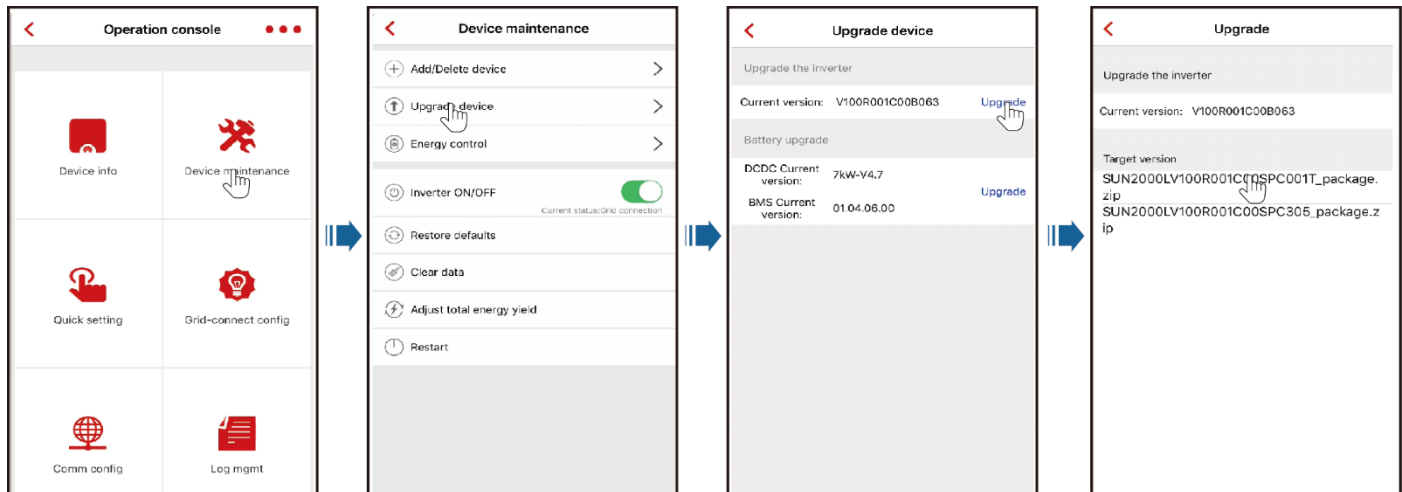 Operation console
Device info
Device maintenance
Quick setting
Grid-connect config
Comm config
Log mgmt
Device maintenance
Add/Delete device
Upgrade device
Energy control
Inverter ON/OFF
Current status:Grid connection
Restore defaults
Clear data
Adjust total energy yield
Restart
Upgrade device
Upgrade the inverter
Current version: V100R001C00B063 Upgrade
Battery upgrade
DCDC Current
version:
7kW-V4.7
Upgrade
BMS Current
version:
01.04.06.00
Upgrade
Upgrade the inverter
Current version: V100R001C00B063
Target version
SUN2000LV100R001C00SPC001T_package.
zip
SUN2000LV100R001C00SPC305_package.z
ip